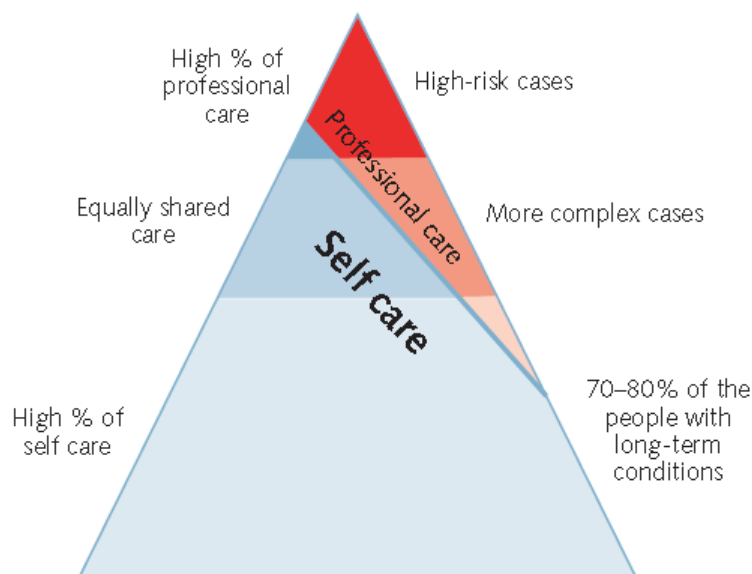 High % of
professional
care
High-risk cases
Professional care
Equally shared
care
More complex cases
Self care
High % of
self care
70–80% of the
people with
long-term
conditions